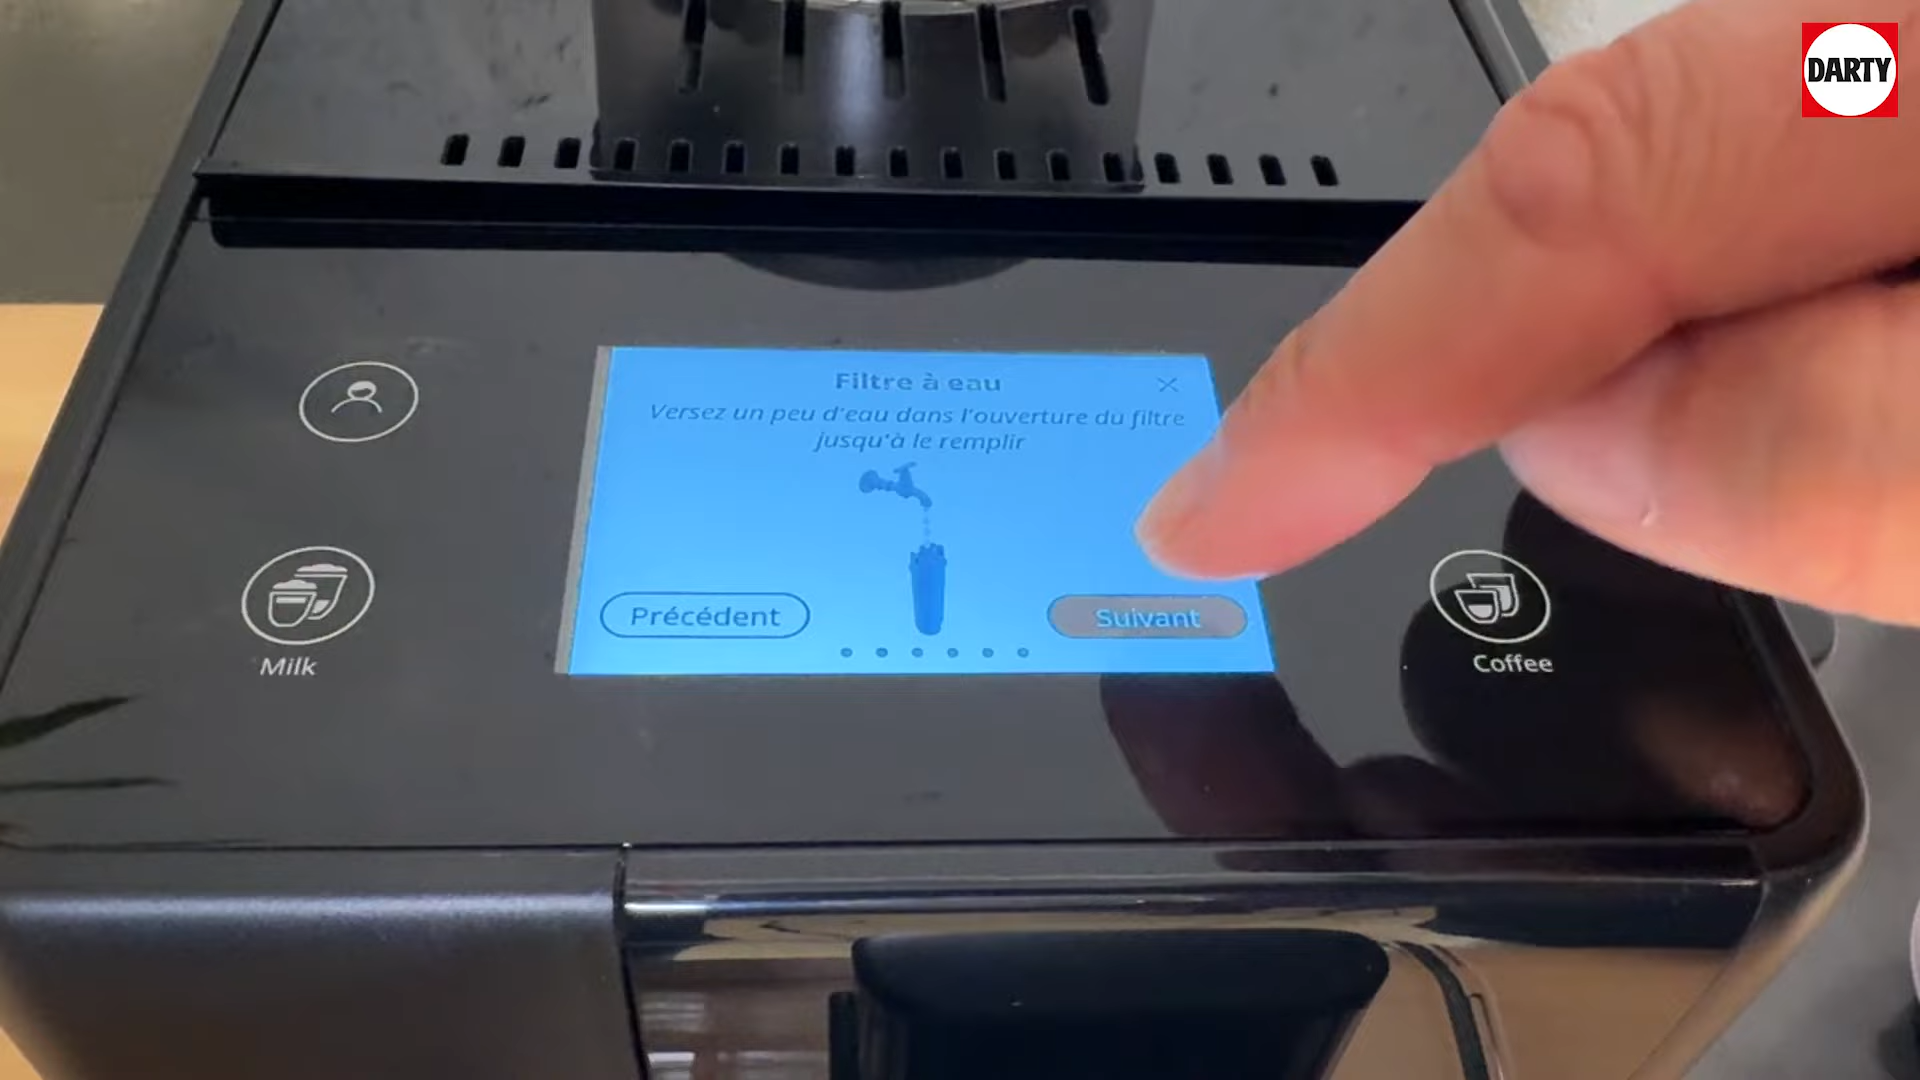 DARTY
Filtre à eau
Versez un peu d'eau dans l'ouverture du filtre
jusqu'à le remplir
Précédent
Suivant
Milk
Coffee